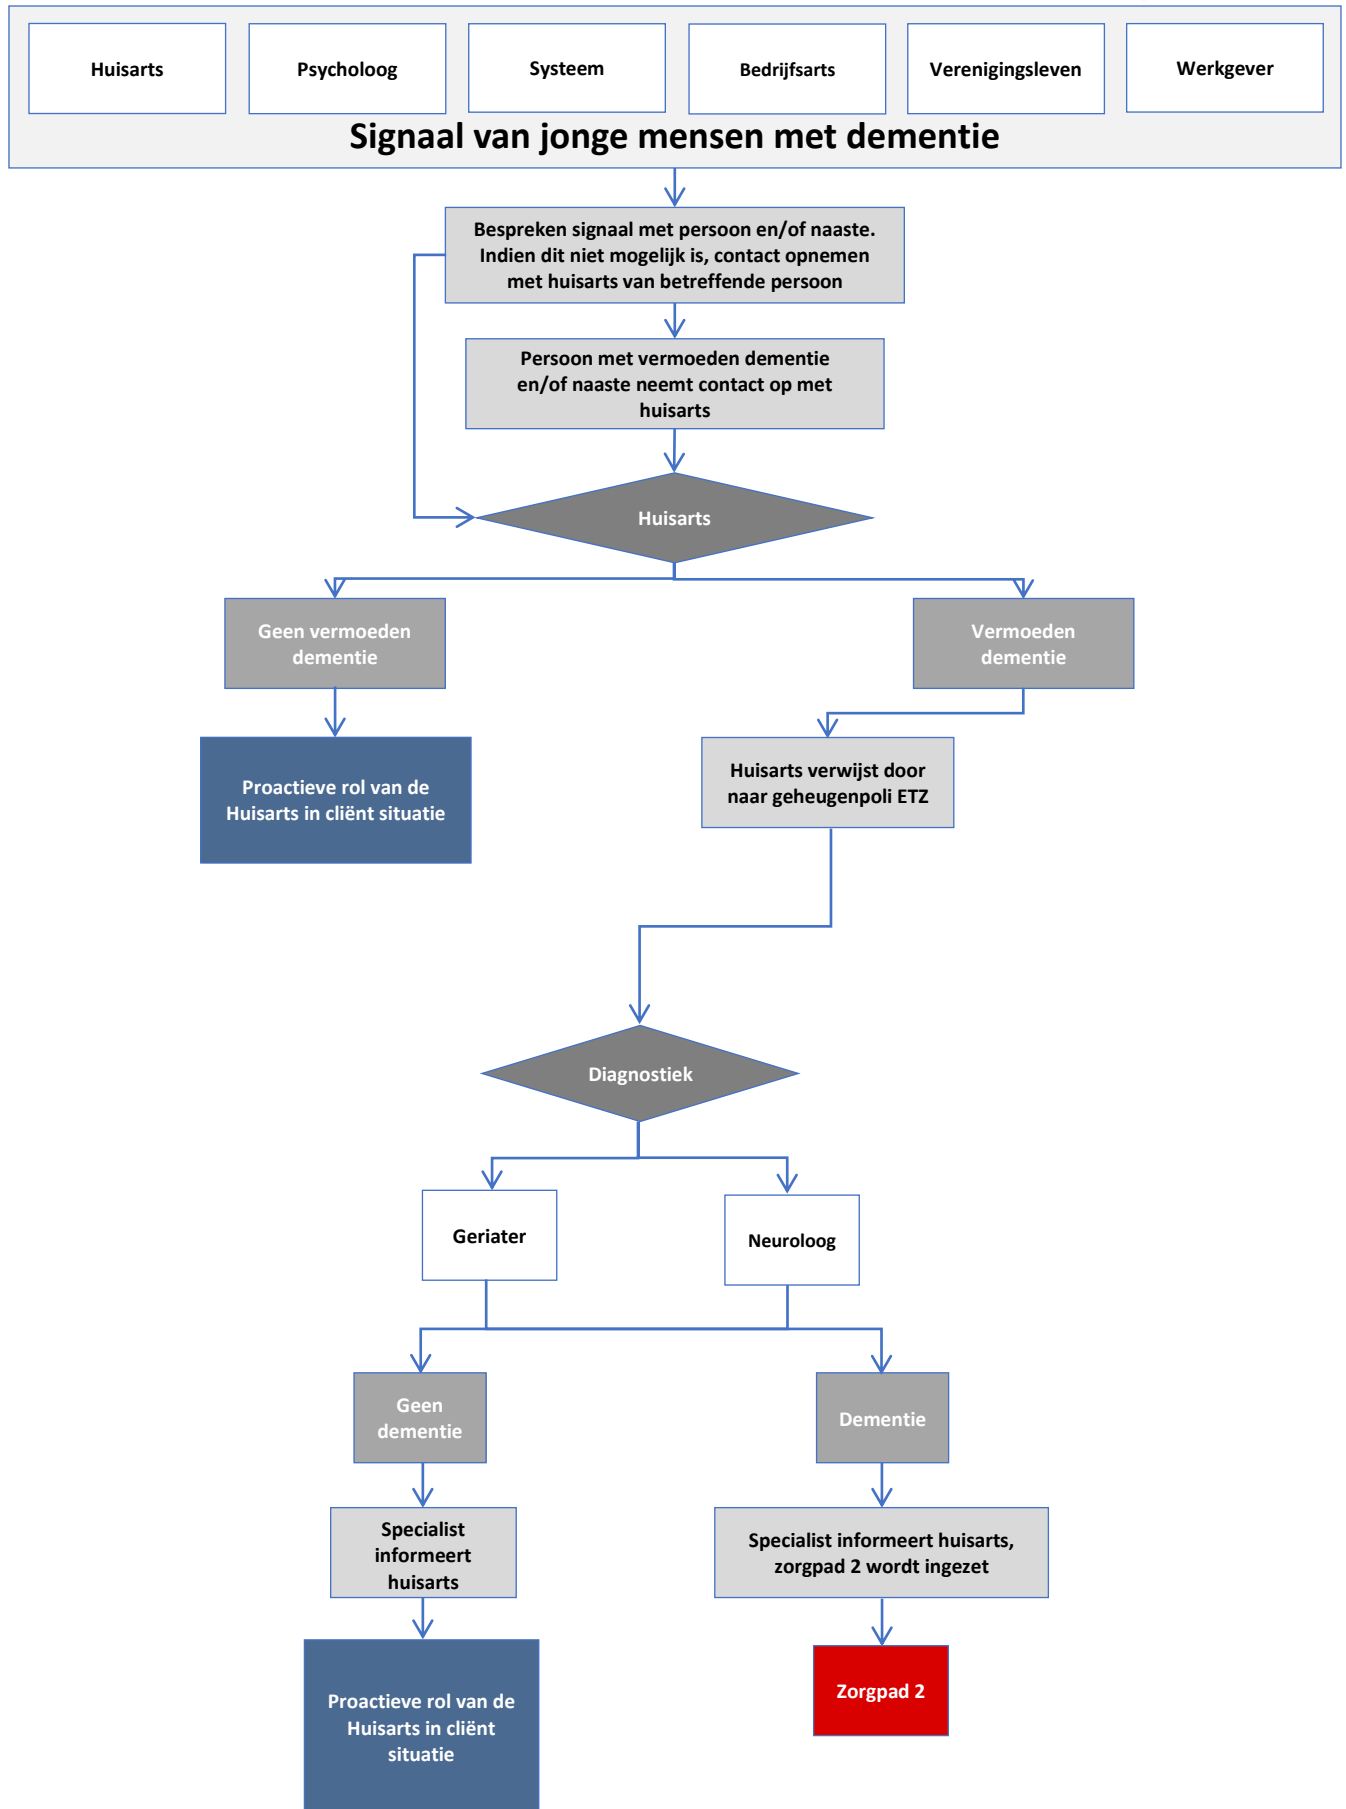 Huisarts
Psycholoog
Systeem
Bedrijfsarts
Verenigingsleven
Werkgever
Signaal van jonge mensen met dementie
Bespreken signaal met persoon en/of naaste.
Indien dit niet mogelijk is, contact opnemen
met huisarts van betreffende persoon
Persoon met vermoeden dementie
en/of naaste neemt contact op met
huisarts
Huisarts
Geen vermoeden
dementie
Vermoeden
dementie
Proactieve rol van de
Huisarts in cliënt situatie
Huisarts verwijst door
naar geheugenpoli ETZ
Diagnostiek
Geriater
Neuroloog
Geen
dementie
Dementie
Specialist
informeert
huisarts
Specialist informeert huisarts,
zorgpad 2 wordt ingezet
Proactieve rol van de
Huisarts in cliënt
situatie
Zorgpad 2